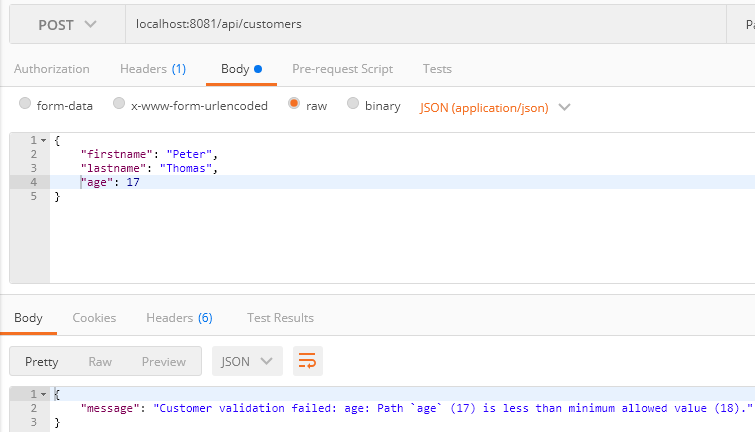 POST localhost:8081/api/customers
Authorization Headers (1) Body Pre-request Script Tests
form-data x-www-form-urlencoded raw binary JSON (application/json)
1 {
2 "firstname": "Peter",
3 "lastname": "Thomas",
4 "age": 17
5 }
Body Cookies Headers (6) Test Results
Pretty Raw Preview JSON
1 {
2 "message": "Customer validation failed: age: Path `age` (17) is less than minimum allowed value (18)."
3 }